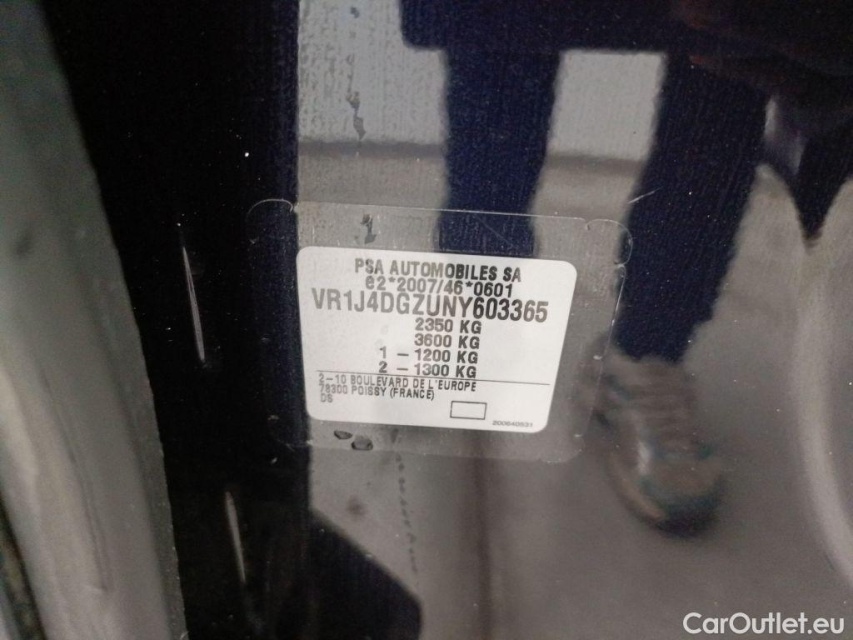 PSA AUTOMOBILES SA
e2*2007/46*0601
VR1J4DGZUNY603365
2350 KG
3600 KG
1 - 1200 KG
2 - 1300 KG
2-10 BOULEVARD DE L'EUROPE
78300 POISSY (FRANCE)
DS
CarOutlet.eu